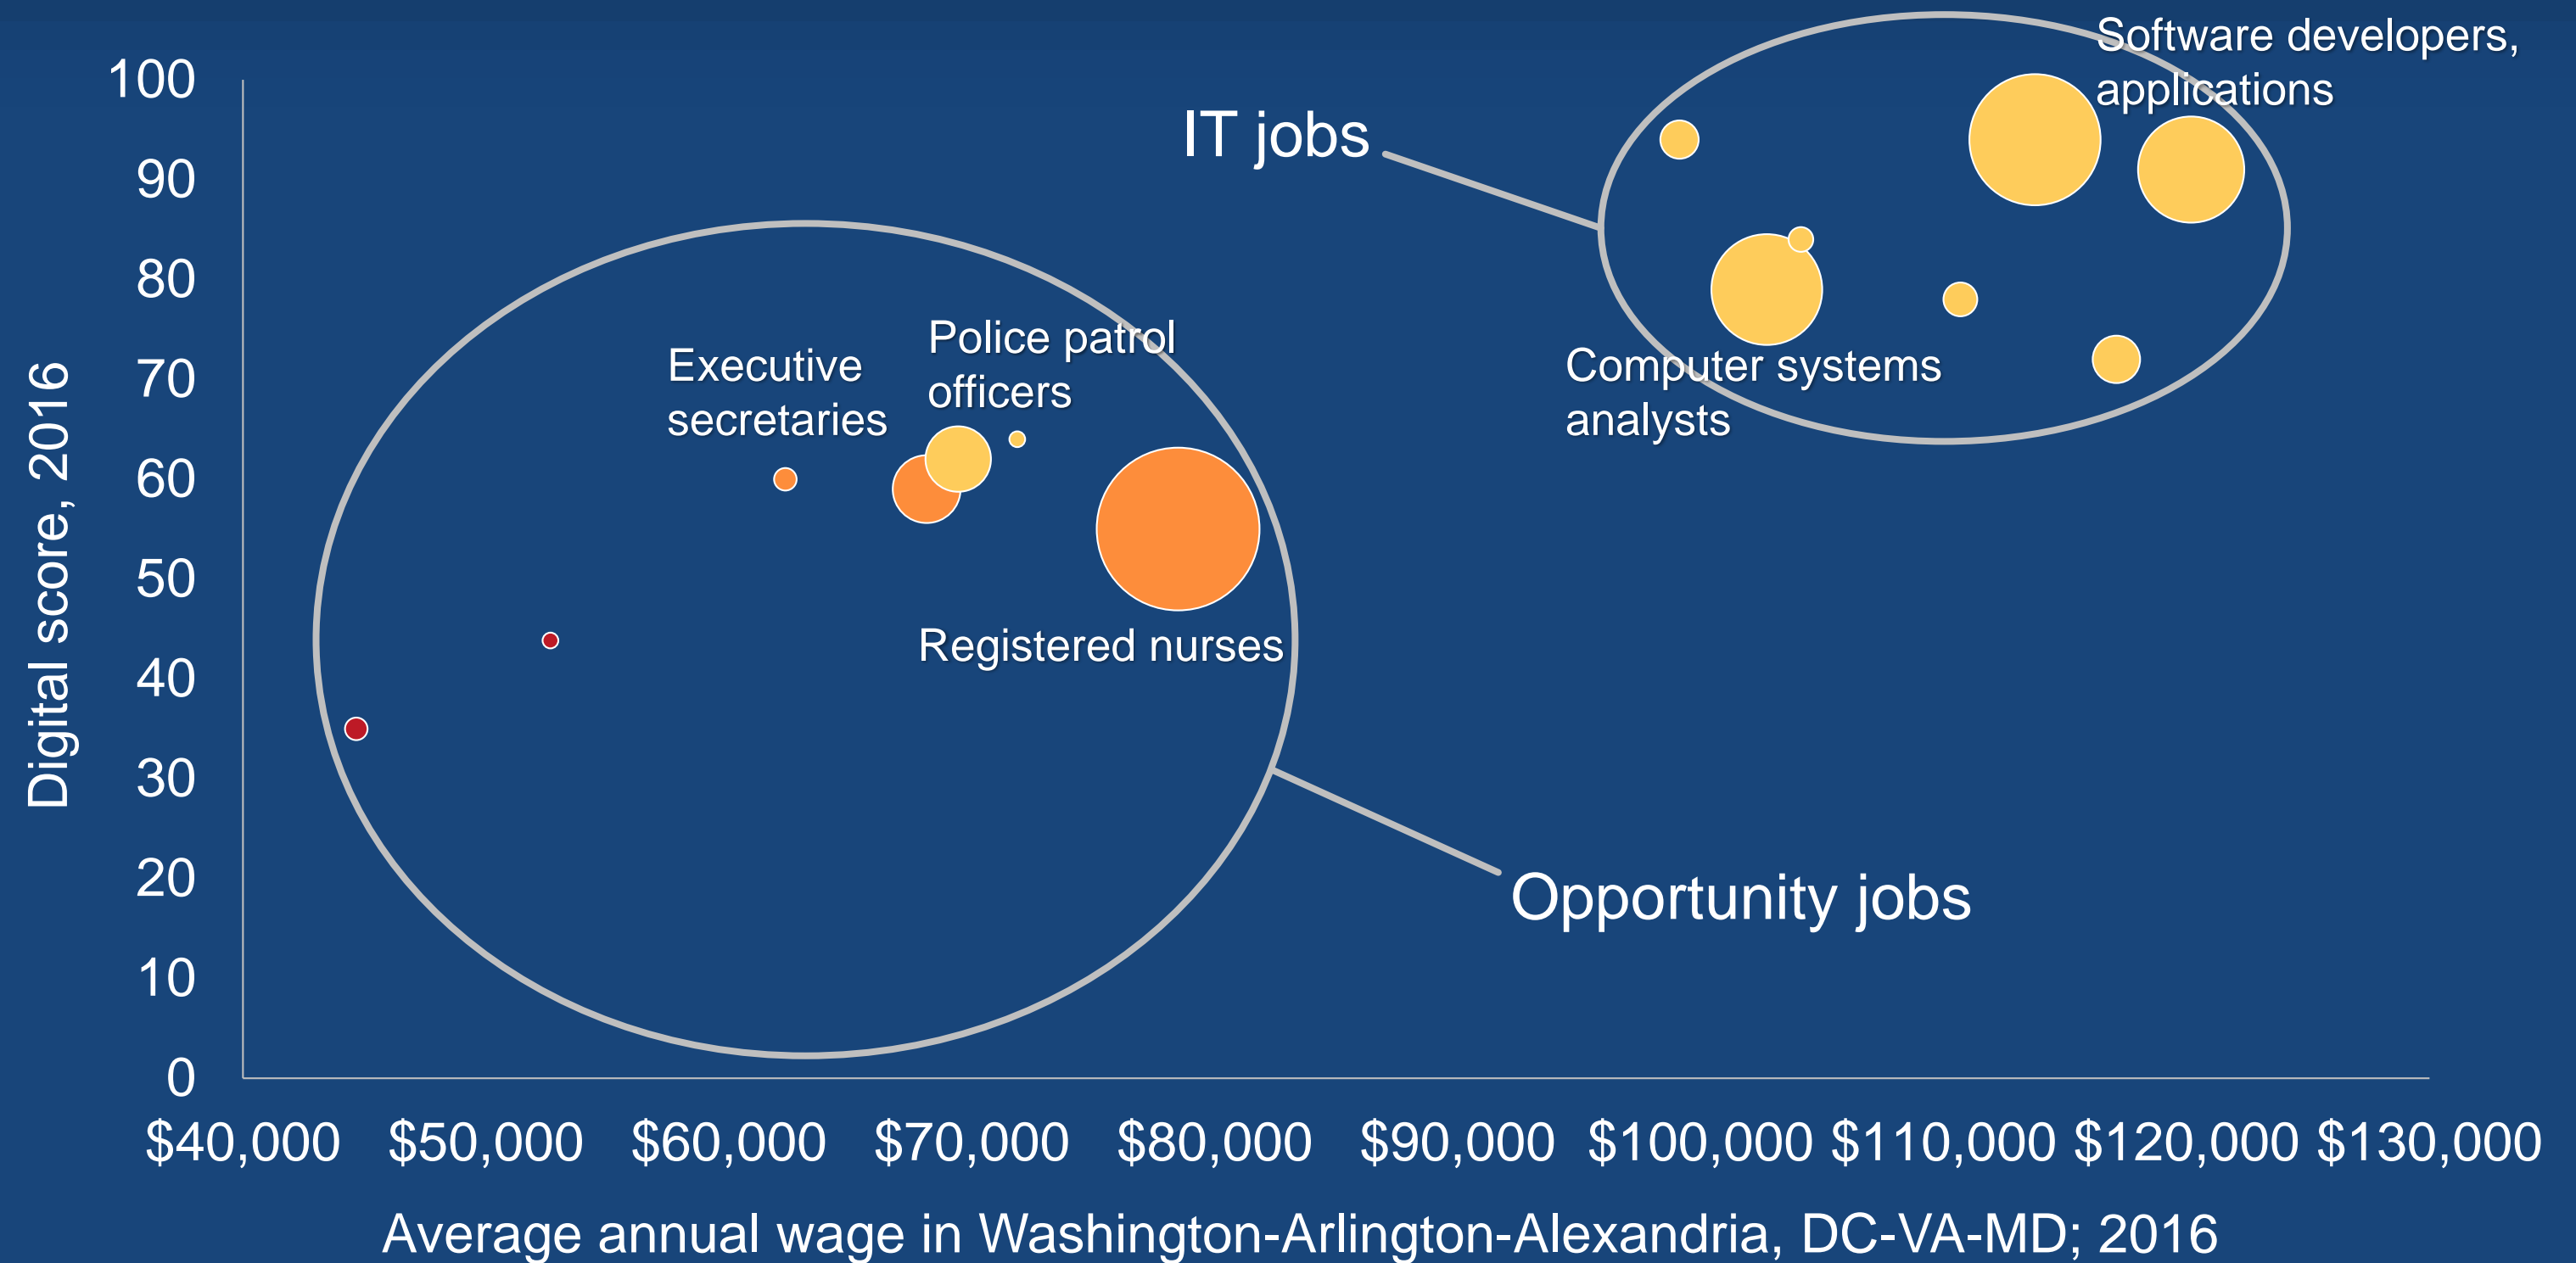 Software developers,
applications
100
IT jobs
90
80
Police patrol
officers
Executive
secretaries
Computer systems
analysts
70
60
50
Registered nurses
40
30
20
Opportunity jobs
10
0
Digital score, 2016
$40,000 $50,000 $60,000 $70,000 $80,000 $90,000 $100,000 $110,000 $120,000 $130,000
Average annual wage in Washington-Arlington-Alexandria, DC-VA-MD; 2016